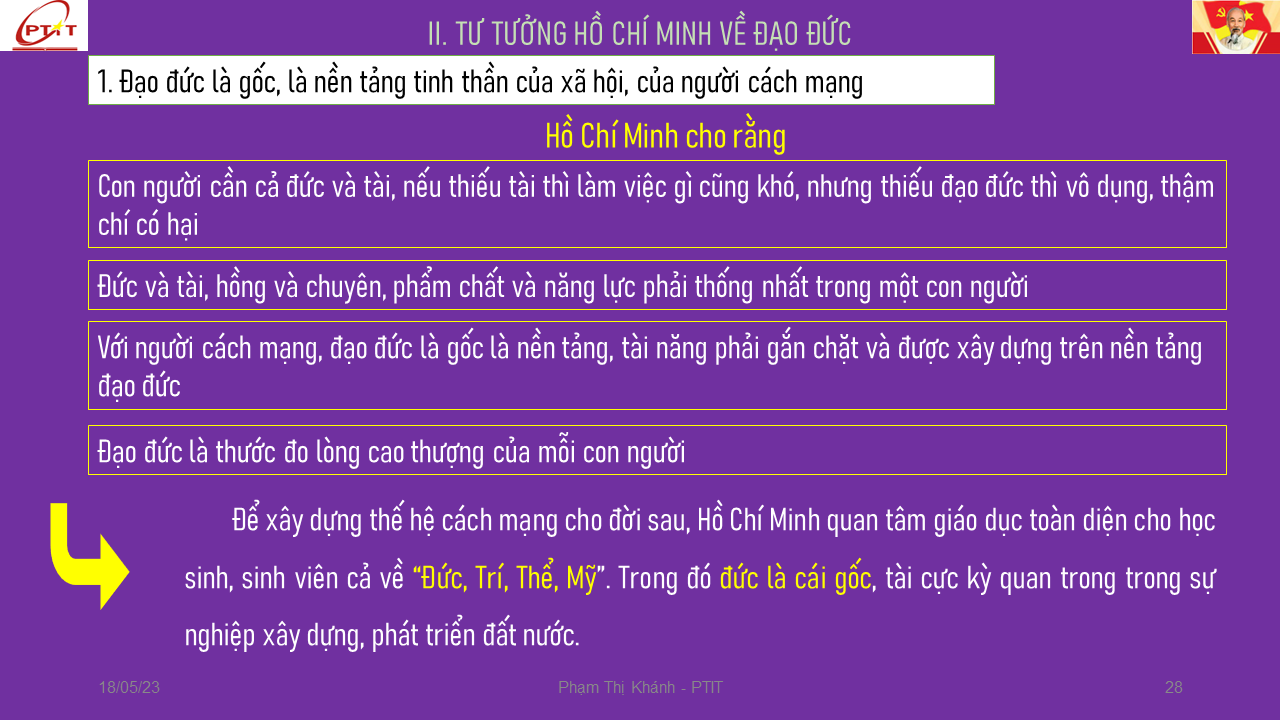 PTIT
II. TƯ TƯỞNG HỒ CHÍ MINH VỀ ĐẠO ĐỨC
1. Đạo đức là gốc, là nền tảng tinh thần của xã hội, của người cách mạng
Hồ Chí Minh cho rằng
Con người cần cả đức và tài, nếu thiếu tài thì làm việc gì cũng khó, nhưng thiếu đạo đức thì vô dụng, thậm
chí có hại
Đức và tài, hồng và chuyên, phẩm chất và năng lực phải thống nhất trong một con người
Với người cách mạng, đạo đức là gốc là nền tảng, tài năng phải gắn chặt và được xây dựng trên nền tảng
đạo đức
Đạo đức là thước đo lòng cao thượng của mỗi con người
Để xây dựng thế hệ cách mạng cho đời sau, Hồ Chí Minh quan tâm giáo dục toàn diện cho học
sinh, sinh viên cả về “Đức, Trí, Thể, Mỹ”. Trong đó đức là cái gốc, tài cực kỳ quan trong trong sự
nghiệp xây dựng, phát triển đất nước.
18/05/23
Phạm Thị Khánh - PTIT
28